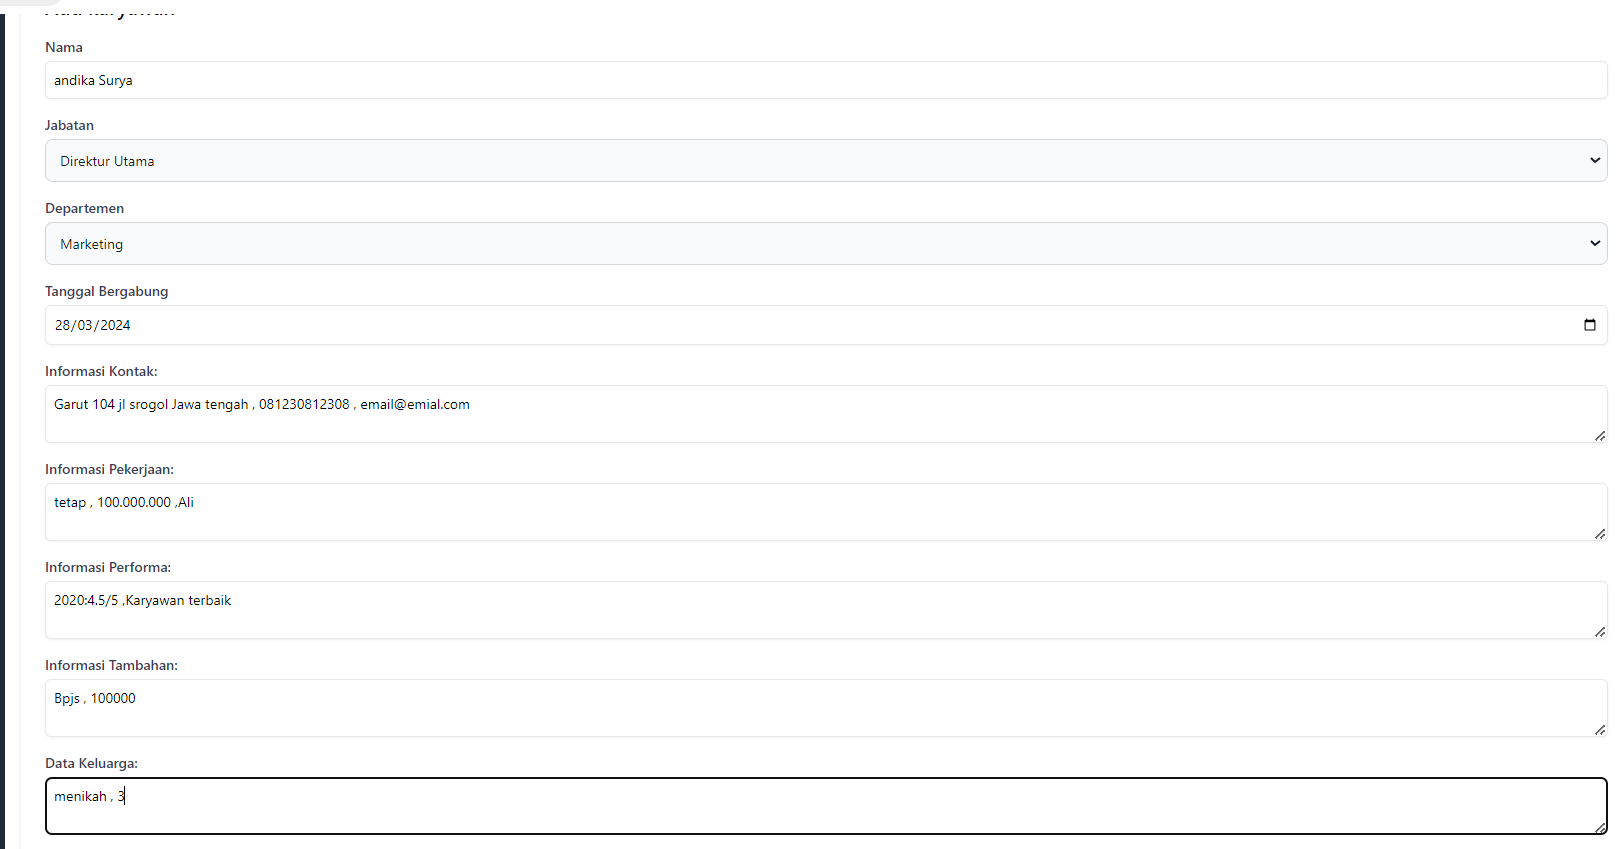 Nama
andika Surya
Jabatan
Direktur Utama
Departemen
Marketing
Tanggal Bergabung
28/03/2024
Informasi Kontak:
Garut 104 jl srogol Jawa tengah , 081230812308 , email@emial.com
Informasi Pekerjaan:
tetap , 100.000.000 ,Ali
Informasi Performa:
2020:4.5/5 ,Karyawan terbaik
Informasi Tambahan:
Bpjs , 100000
Data Keluarga:
menikah , 3